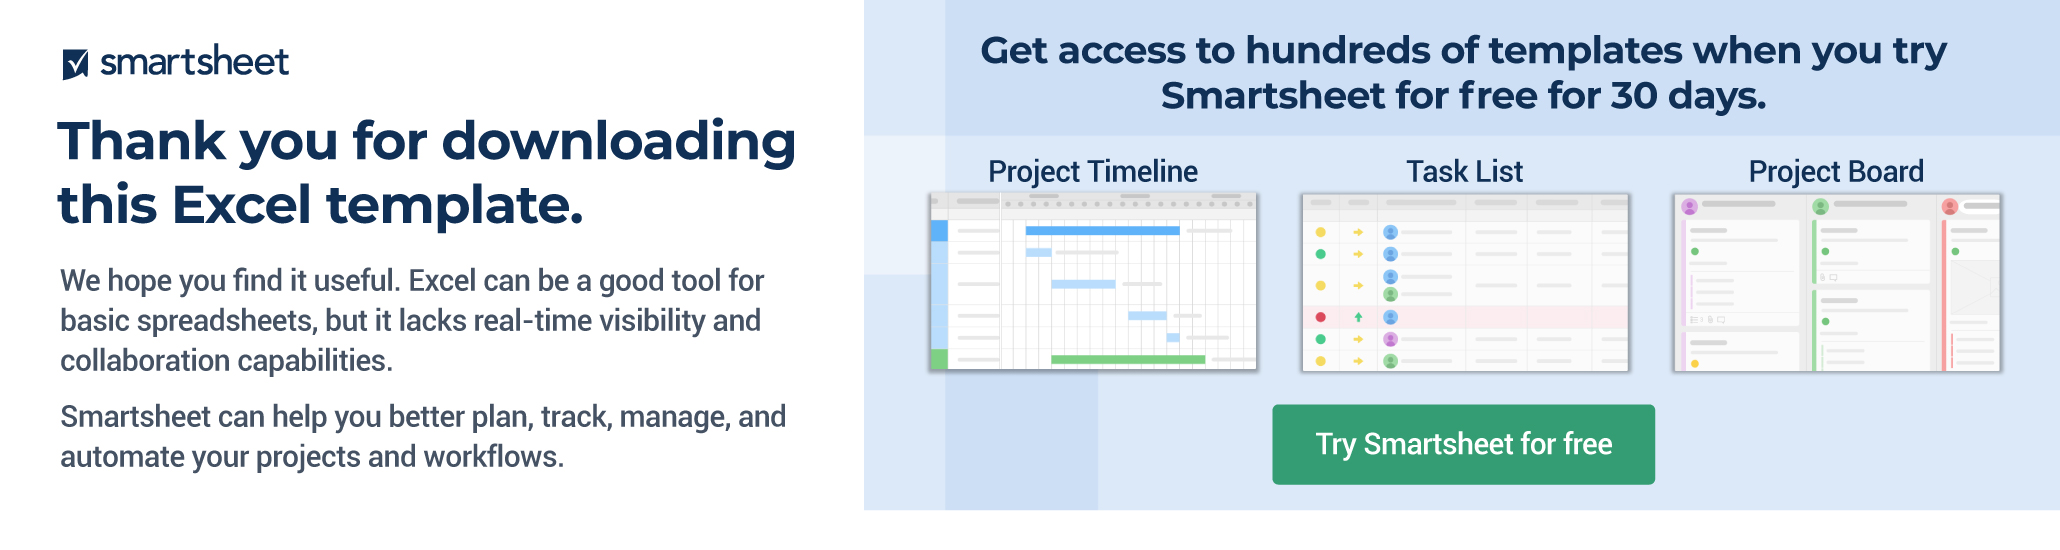 smartsheet
Thank you for downloading
this Excel template.
We hope you find it useful. Excel can be a good tool for
basic spreadsheets, but it lacks real-time visibility and
collaboration capabilities.
Smartsheet can help you better plan, track, manage, and
automate your projects and workflows.
Get access to hundreds of templates when you try
Smartsheet for free for 30 days.
Project Timeline
Task List
Project Board
Try Smartsheet for free